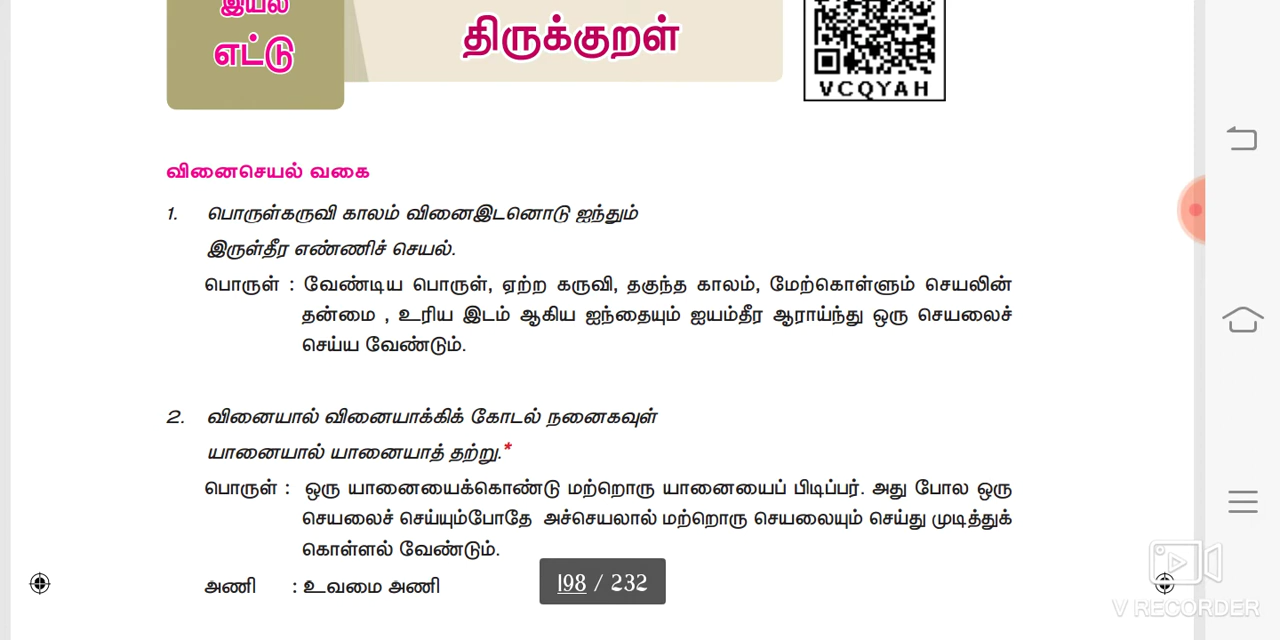 இயல்
எட்டு
திருக்குறள்
VCQYAH
வினைசெயல் வகை
1. பொருள்கருவி காலம் வினைஇடனொடு ஐந்தும்
இருள்தீர எண்ணிச் செயல்.
பொருள் : வேண்டிய பொருள், ஏற்ற கருவி, தகுந்த காலம், மேற்கொள்ளும் செயலின்
தன்மை , உரிய இடம் ஆகிய ஐந்தையும் ஐயம்தீர ஆராய்ந்து ஒரு செயலைச்
செய்ய வேண்டும்.
2. வினையால் வினையாக்கிக் கோடல் நனைகவுள்
யானையால் யானையாத் தற்று.*
பொருள் : ஒரு யானையைக்கொண்டு மற்றொரு யானையைப் பிடிப்பர். அது போல ஒரு
செயலைச் செய்யும்போதே அச்செயலால் மற்றொரு செயலையும் செய்து முடித்துக்
கொள்ளல் வேண்டும்.
அணி : உவமை அணி
198 / 232
V RECORDER